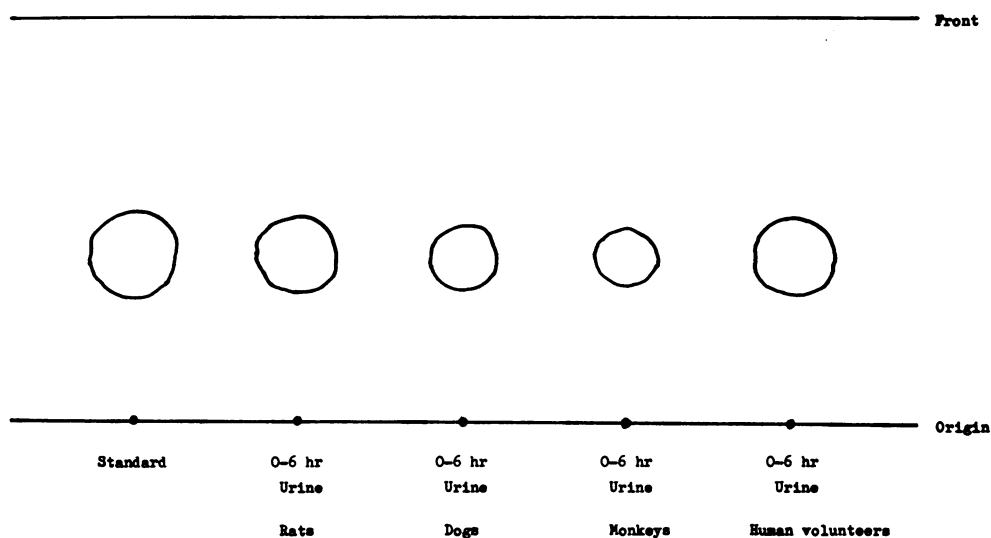 Front
Origin
Standard
0-6 hr
Urine
Rats
0-6 hr
Urine
Dogs
0-6 hr
Urine
Monkeys
0-6 hr
Urine
Human volunteers